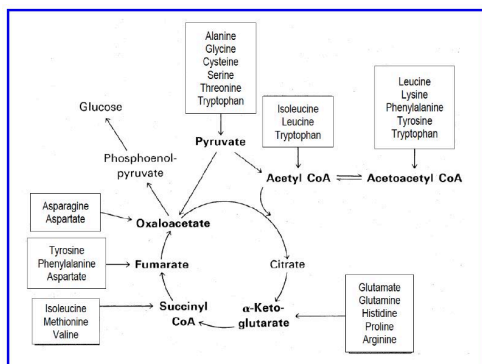 Alanine
Glycine
Cysteine
Serine
Threonine
Tryptophan
Leucine
Lysine
Phenylalanine
Tyrosine
Tryptophan
Isoleucine
Leucine
Tryptophan
Glucose
Pyruvate
Phosphoenol-
pyruvate
Acetyl CoA
Acetoacetyl CoA
Asparagine
Aspartate
Oxaloacetate
Tyrosine
Phenylalanine
Aspartate
Fumarate
Citrate
Isoleucine
Methionine
Valine
Succinyl
CoA
α-Keto-
glutarate
Glutamate
Glutamine
Histidine
Proline
Arginine